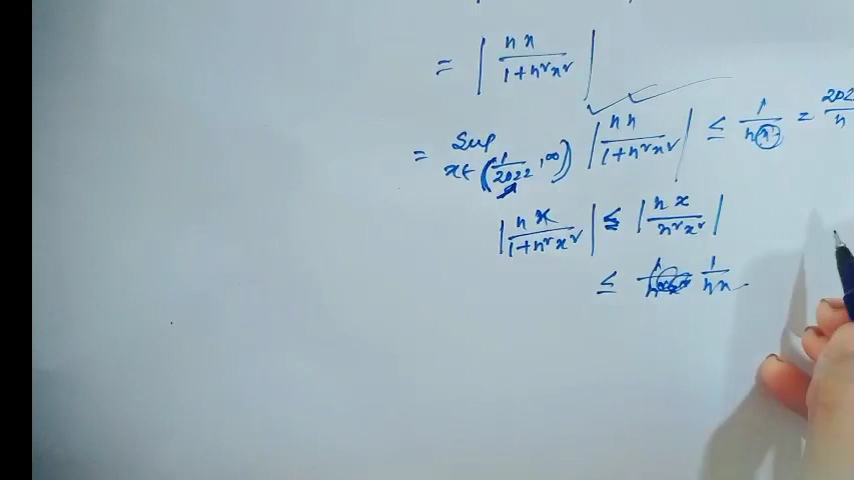 = | nx / 1+n²x² |
= Sup x∈(1/2022, ∞) | nx / 1+n²x² | ≤ 1/nx = 202 / n
| nx / 1+n²x² | ≤ | nx / n²x² |
≤ 1/nx